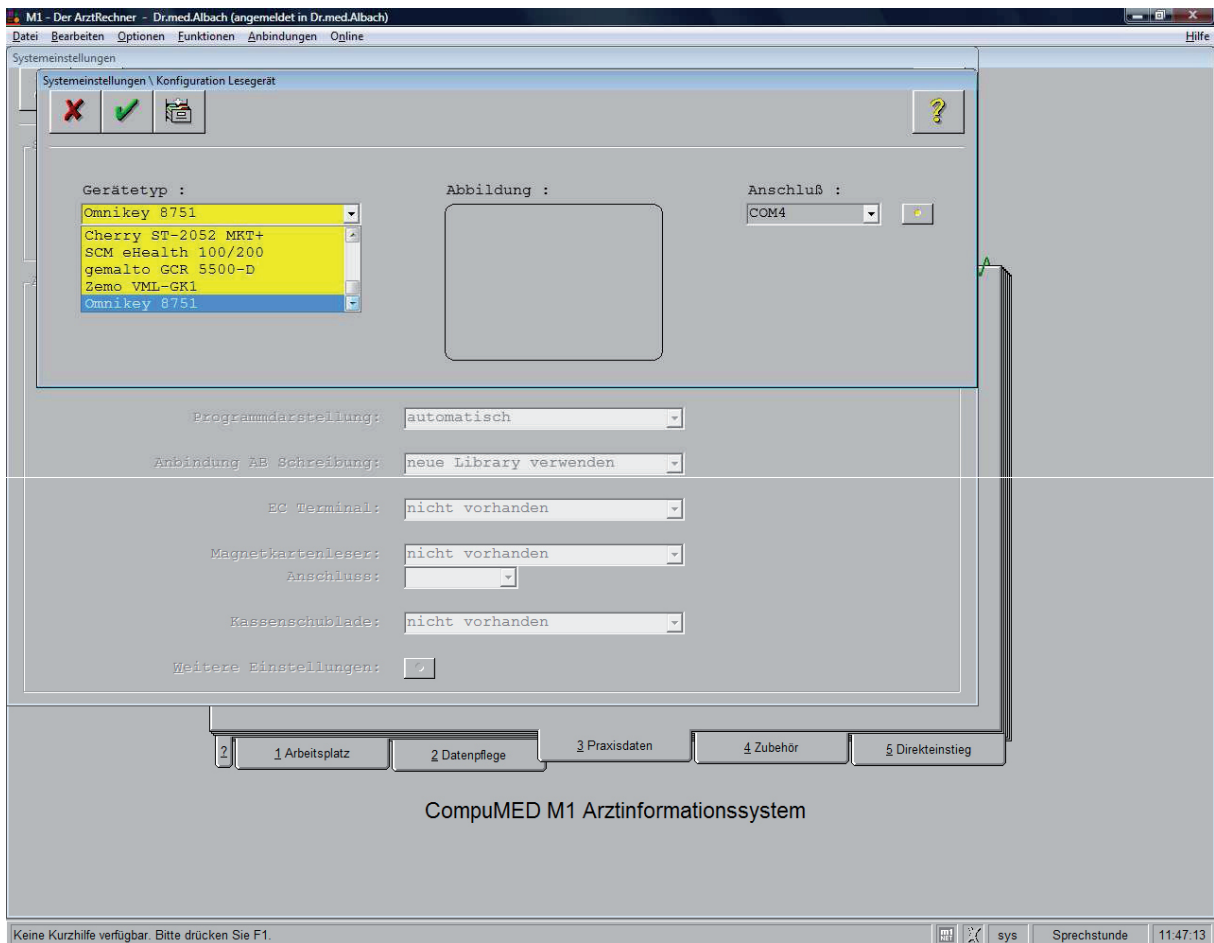 M1 - Der ArztRechner - Dr.med.Albach (angemeldet in Dr.med.Albach)
Datei Bearbeiten Optionen Funktionen Anbindungen Online Hilfe
Systemeinstellungen
Systemeinstellungen \ Konfiguration Lesegerät
?
Gerätetyp : Abbildung : Anschluß :
Omnikey 8751 COM4
Cherry ST-2052 MKT+
SCM eHealth 100/200
gemalto GCR 5500-D
Zemo VML-GK1
Omnikey 8751
Programmdarstellung: automatisch
Anbindung AB Schreibung: neue Library verwenden
EC Terminal: nicht vorhanden
Magnetkartenleser: nicht vorhanden
Anschluss:
Kassenschublade: nicht vorhanden
Weitere Einstellungen:
? 1 Arbeitsplatz 2 Datenpflege 3 Praxisdaten 4 Zubehör 5 Direkteinstieg
CompuMED M1 Arztinformationssystem
Keine Kurzhilfe verfügbar. Bitte drücken Sie F1. sys Sprechstunde 11:47:13